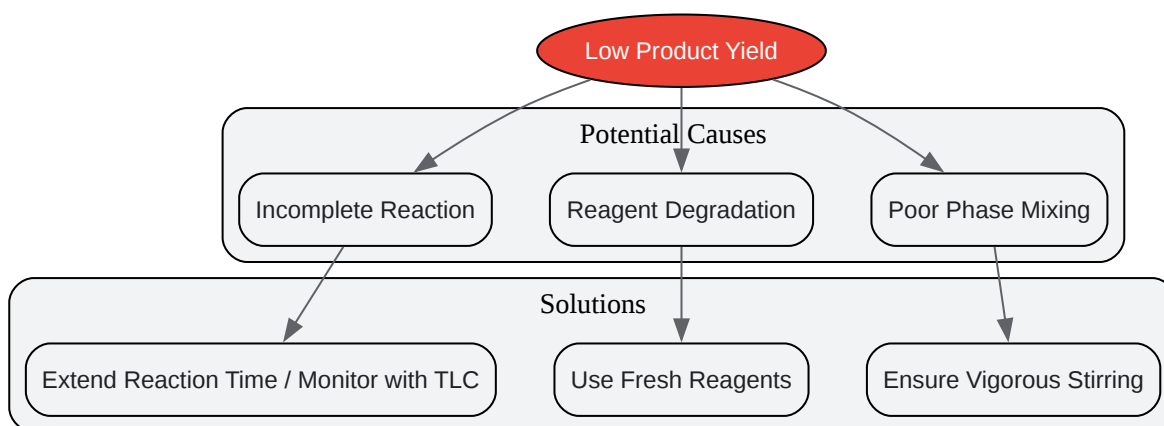 Low Product Yield
Potential Causes
Incomplete Reaction
Reagent Degradation
Poor Phase Mixing
Solutions
Extend Reaction Time / Monitor with TLC
Use Fresh Reagents
Ensure Vigorous Stirring